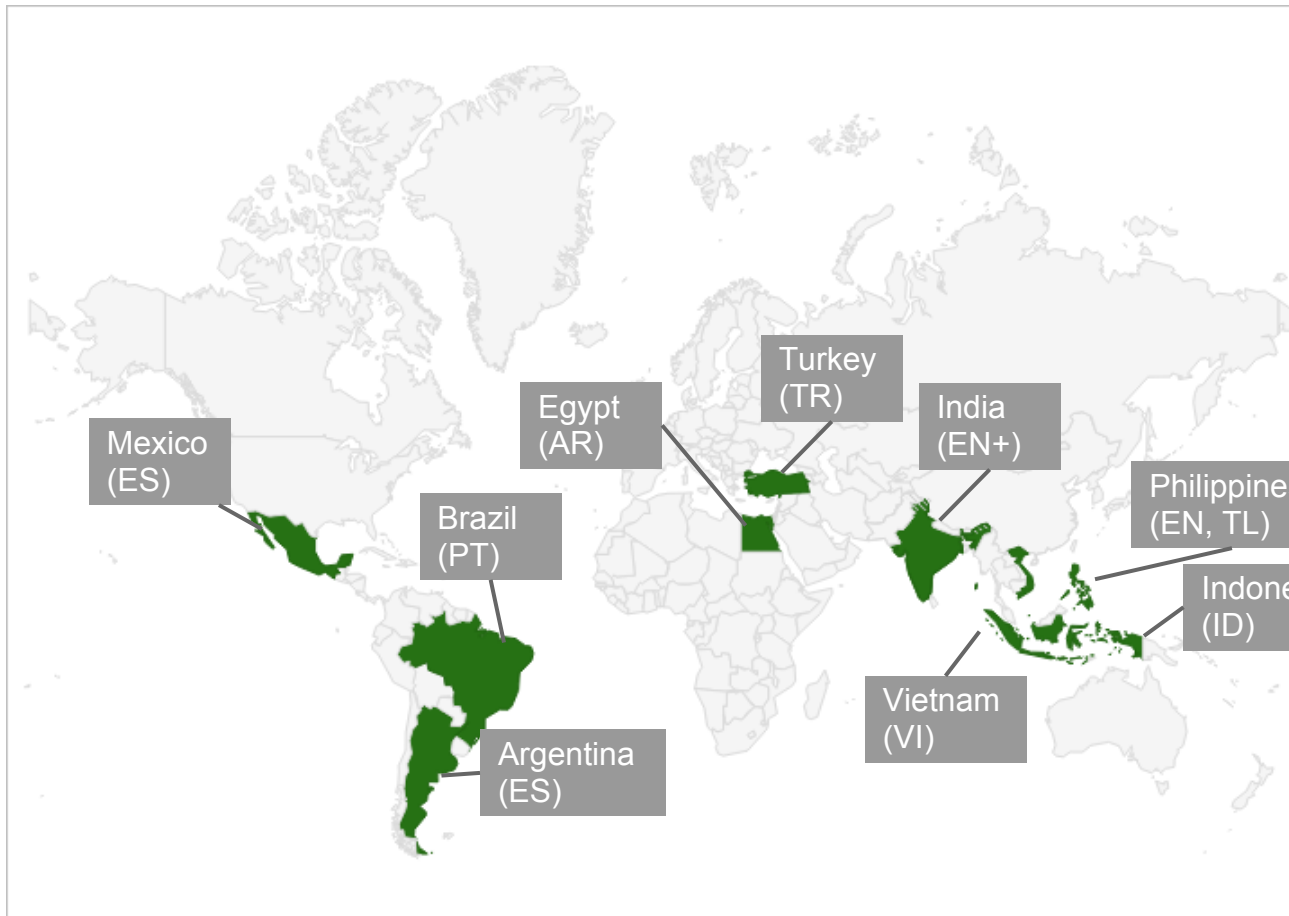 Turkey
(TR)
Egypt
(AR)
India
(EN+)
Mexico
(ES)
Philippine
(EN, TL)
Brazil
(PT)
Indone
(ID)
Vietnam
(VI)
Argentina
(ES)